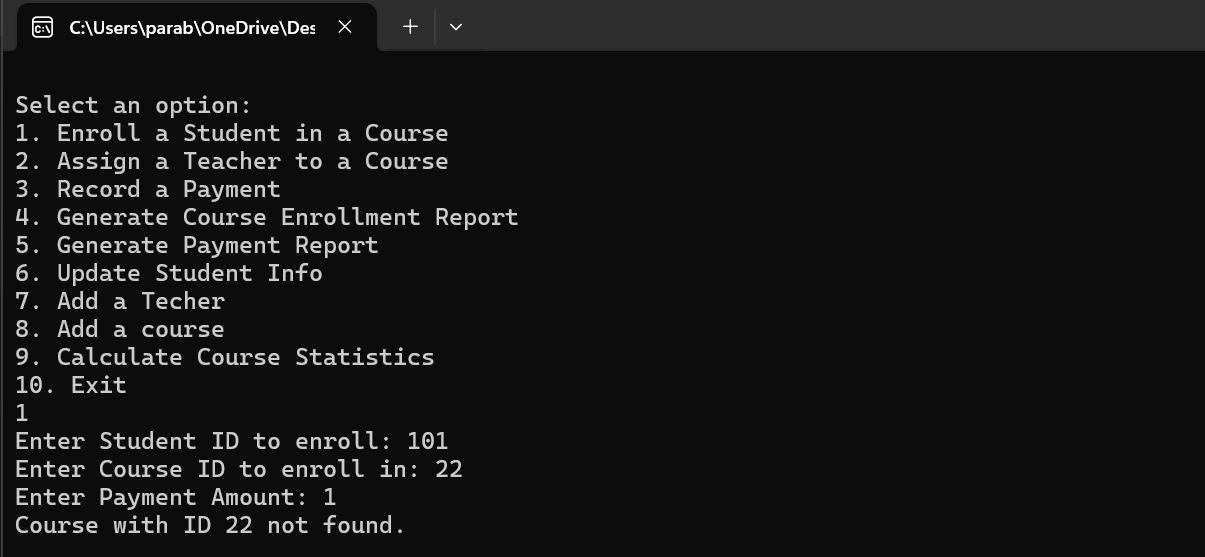 C:\Users\parab\OneDrive\Des
Select an option:
1. Enroll a Student in a Course
2. Assign a Teacher to a Course
3. Record a Payment
4. Generate Course Enrollment Report
5. Generate Payment Report
6. Update Student Info
7. Add a Techer
8. Add a course
9. Calculate Course Statistics
10. Exit
1
Enter Student ID to enroll: 101
Enter Course ID to enroll in: 22
Enter Payment Amount: 1
Course with ID 22 not found.